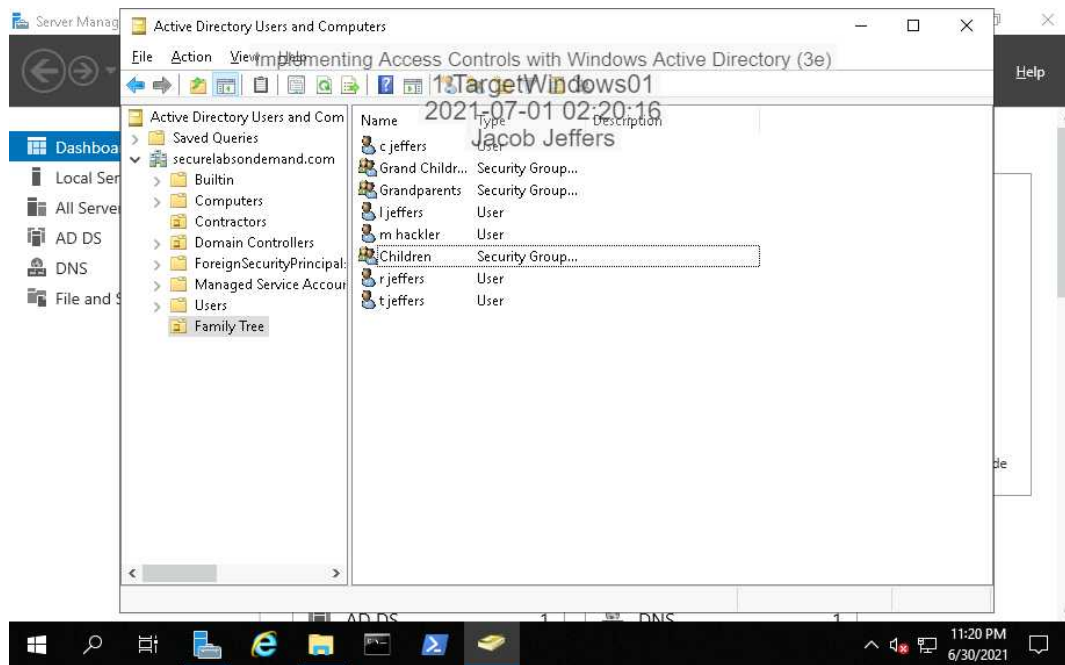 Server Manag
Active Directory Users and Computers
File Action View Help
Implementing Access Controls with Windows Active Directory (3e)
TargetWindows01
2021-07-01 02:20:16
Jacob Jeffers
Help
Dashboa
Local Ser
All Server
AD DS
DNS
File and S
Active Directory Users and Com
Saved Queries
securelabsondemand.com
Builtin
Computers
Contractors
Domain Controllers
ForeignSecurityPrincipal:
Managed Service Accour
Users
Family Tree
Name Type Description
c jeffers User
Grand Childr... Security Group...
Grandparents Security Group...
l jeffers User
m hackler User
Children Security Group...
r jeffers User
t jeffers User
de
AD DS 1 DNS 1
11:20 PM
6/30/2021